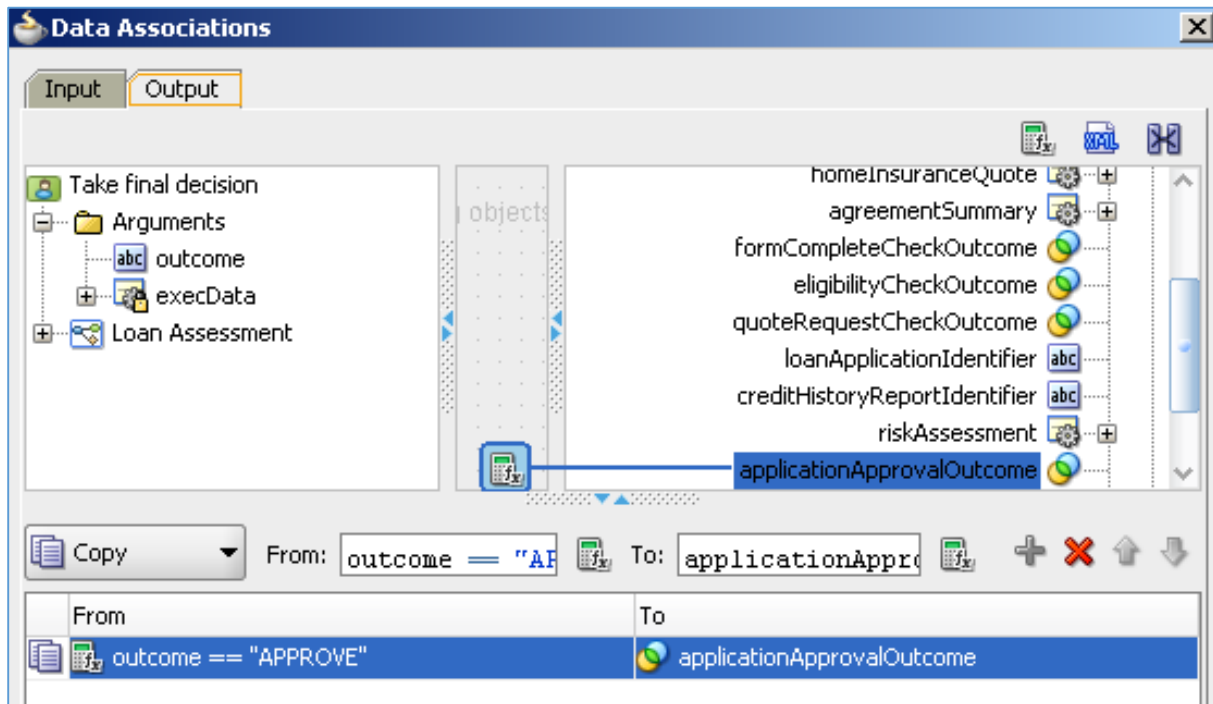 Data Associations
Input Output
Take final decision
Arguments
outcome
execData
Loan Assessment
objects
homeInsuranceQuote
agreementSummary
formCompleteCheckOutcome
eligibilityCheckOutcome
quoteRequestCheckOutcome
loanApplicationIdentifier
creditHistoryReportIdentifier
riskAssessment
applicationApprovalOutcome
Copy From: outcome == "AP To: applicationAppro
From To
outcome == "APPROVE" applicationApprovalOutcome